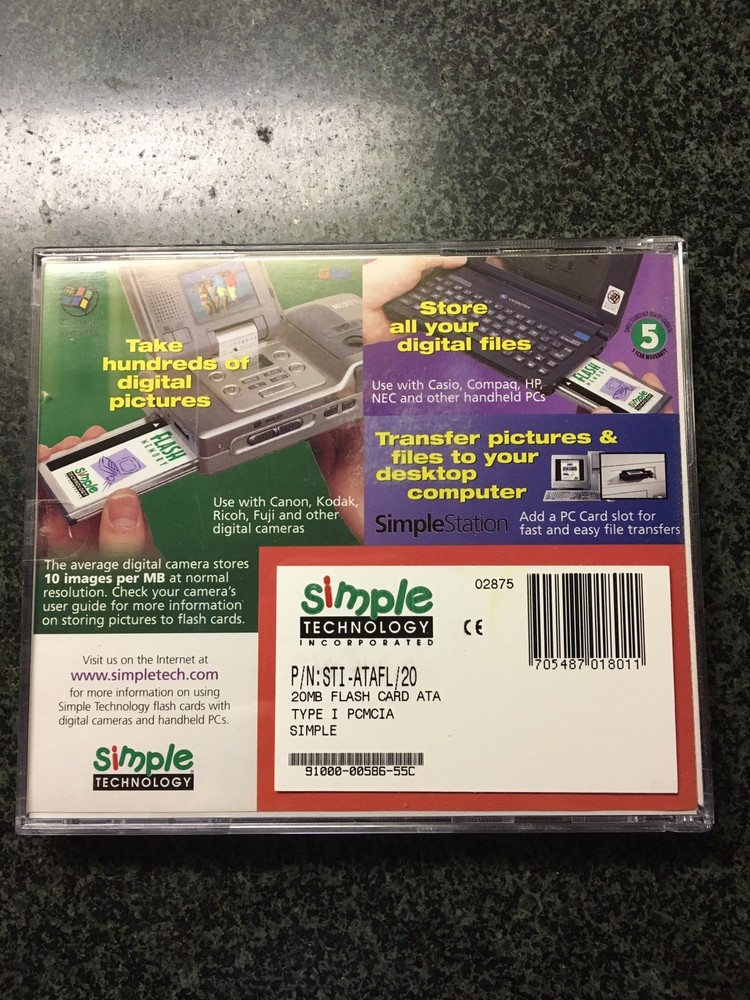 Take
hundreds of
digital
pictures
Simple
FLASH
MEMORY
Use with Canon, Kodak,
Ricoh, Fuji and other
digital cameras
The average digital camera stores
10 images per MB at normal
resolution. Check your camera's
user guide for more information
on storing pictures to flash cards.
Store
all your
digital files
5
5 YEAR WARRANTY
Use with Casio, Compaq, HP,
NEC and other handheld PCs
FLASH
MEMORY
Simple
Transfer pictures &
files to your
desktop
computer
SimpleStation
Add a PC Card slot for
fast and easy file transfers
Visit us on the Internet at
www.simpletech.com
for more information on using
Simple Technology flash cards with
digital cameras and handheld PCs.
Simple
TECHNOLOGY
Simple
TECHNOLOGY
INCORPORATED
CE
02875
705487 018011
P/N:STI-ATAFL/20
20MB FLASH CARD ATA
TYPE I PCMCIA
SIMPLE
91000-00586-55C